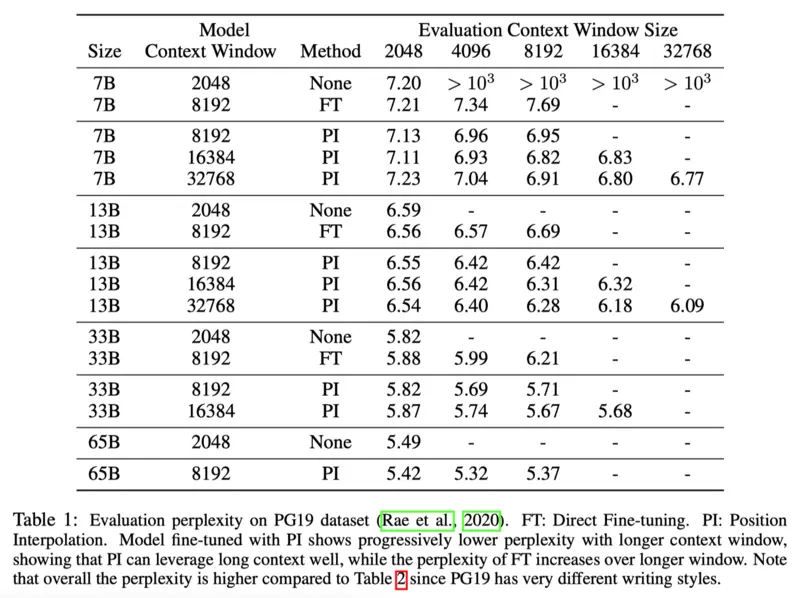 Model Evaluation Context Window Size
Size Context Window Method 2048 4096 8192 16384 32768
7B 2048 None 7.20 > 10³ > 10³ > 10³ > 10³
7B 8192 FT 7.21 7.34 7.69 - -
7B 8192 PI 7.13 6.96 6.95 - -
7B 16384 PI 7.11 6.93 6.82 6.83 -
7B 32768 PI 7.23 7.04 6.91 6.80 6.77
13B 2048 None 6.59 - - - -
13B 8192 FT 6.56 6.57 6.69 - -
13B 8192 PI 6.55 6.42 6.42 - -
13B 16384 PI 6.56 6.42 6.31 6.32 -
13B 32768 PI 6.54 6.40 6.28 6.18 6.09
33B 2048 None 5.82 - - - -
33B 8192 FT 5.88 5.99 6.21 - -
33B 8192 PI 5.82 5.69 5.71 - -
33B 16384 PI 5.87 5.74 5.67 5.68 -
65B 2048 None 5.49 - - - -
65B 8192 PI 5.42 5.32 5.37 - -
Table 1: Evaluation perplexity on PG19 dataset (Rae et al., 2020). FT: Direct Fine-tuning. PI: Position
Interpolation. Model fine-tuned with PI shows progressively lower perplexity with longer context window,
showing that PI can leverage long context well, while the perplexity of FT increases over longer window. Note
that overall the perplexity is higher compared to Table 2 since PG19 has very different writing styles.